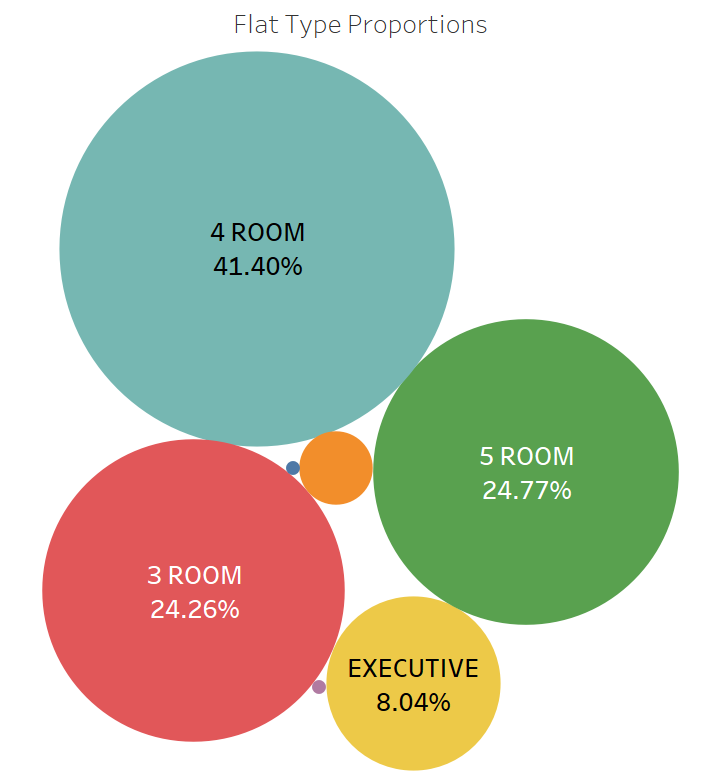 Flat Type Proportions
4 ROOM
41.40%
5 ROOM
24.77%
3 ROOM
24.26%
EXECUTIVE
8.04%